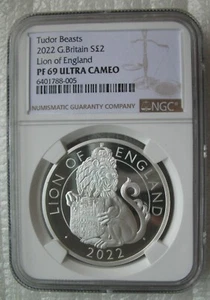 Tudor Beasts
2022 G.Britain S£2
Lion of England
PF 69 ULTRA CAMEO
6401788-005
NUMISMATIC GUARANTY COMPANY
NGC
LION OF ENGLAND
2022